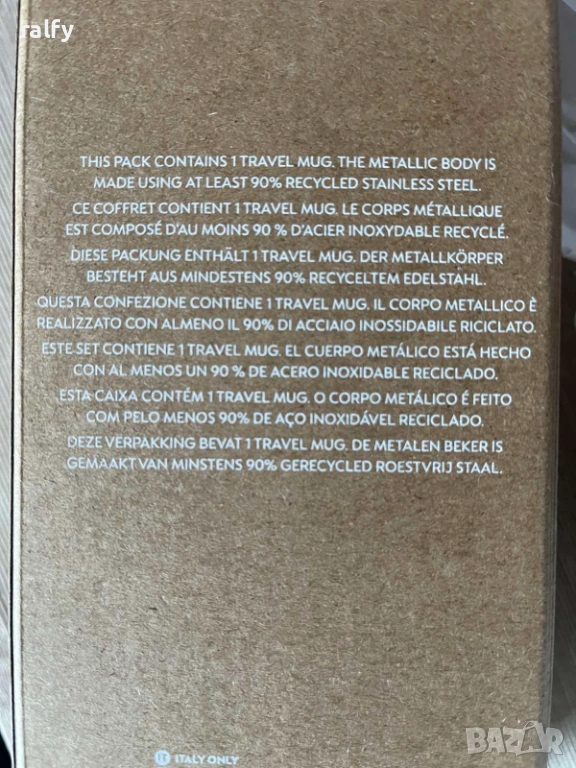 ralfy
THIS PACK CONTAINS 1 TRAVEL MUG. THE METALLIC BODY IS
MADE USING AT LEAST 90% RECYCLED STAINLESS STEEL.
CE COFFRET CONTIENT 1 TRAVEL MUG. LE CORPS MÉTALLIQUE
EST COMPOSÉ D'AU MOINS 90 % D'ACIER INOXYDABLE RECYCLÉ.
DIESE PACKUNG ENTHÄLT 1 TRAVEL MUG. DER METALLKÖRPER
BESTEHT AUS MINDESTENS 90% RECYCELTEM EDELSTAHL.
QUESTA CONFEZIONE CONTIENE 1 TRAVEL MUG. IL CORPO METALLICO È
REALIZZATO CON ALMENO IL 90% DI ACCIAIO INOSSIDABILE RICICLATO.
ESTE SET CONTIENE 1 TRAVEL MUG. EL CUERPO METÁLICO ESTÁ HECHO
CON AL MENOS UN 90 % DE ACERO INOXIDABLE RECICLADO.
ESTA CAIXA CONTÉM 1 TRAVEL MUG. O CORPO METÁLICO É FEITO
COM PELO MENOS 90% DE AÇO INOXIDÁVEL RECICLADO.
DEZE VERPAKKING BEVAT 1 TRAVEL MUG. DE METALEN BEKER IS
GEMAAKT VAN MINSTENS 90% GERECYCLED ROESTVRIJ STAAL.
IT ITALY ONLY
BAZAR